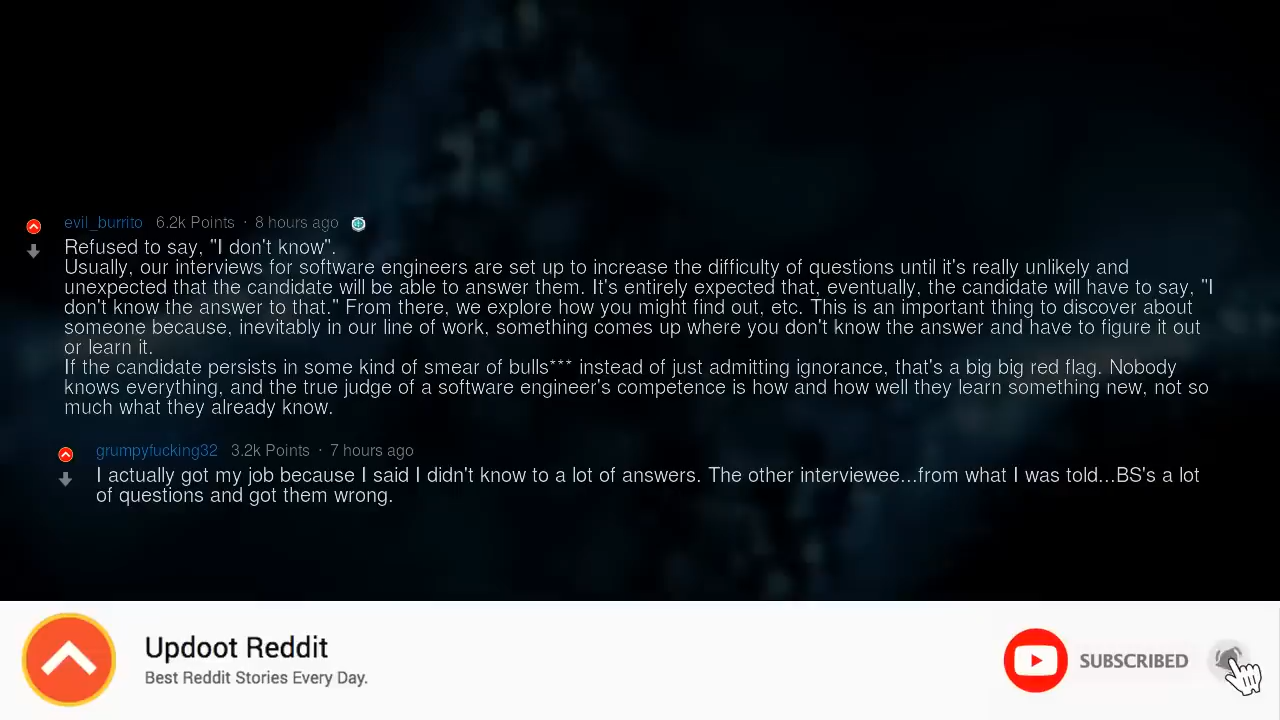 evil_burrito 6.2k Points · 8 hours ago
Refused to say, "I don't know".
Usually, our interviews for software engineers are set up to increase the difficulty of questions until it's really unlikely and
unexpected that the candidate will be able to answer them. It's entirely expected that, eventually, the candidate will have to say, "I
don't know the answer to that." From there, we explore how you might find out, etc. This is an important thing to discover about
someone because, inevitably in our line of work, something comes up where you don't know the answer and have to figure it out
or learn it.
If the candidate persists in some kind of smear of bulls*** instead of just admitting ignorance, that's a big big red flag. Nobody
knows everything, and the true judge of a software engineer's competence is how and how well they learn something new, not so
much what they already know.
grumpyfucking32 3.2k Points · 7 hours ago
I actually got my job because I said I didn't know to a lot of answers. The other interviewee...from what I was told...BS's a lot
of questions and got them wrong.
Updoot Reddit
Best Reddit Stories Every Day.
SUBSCRIBED